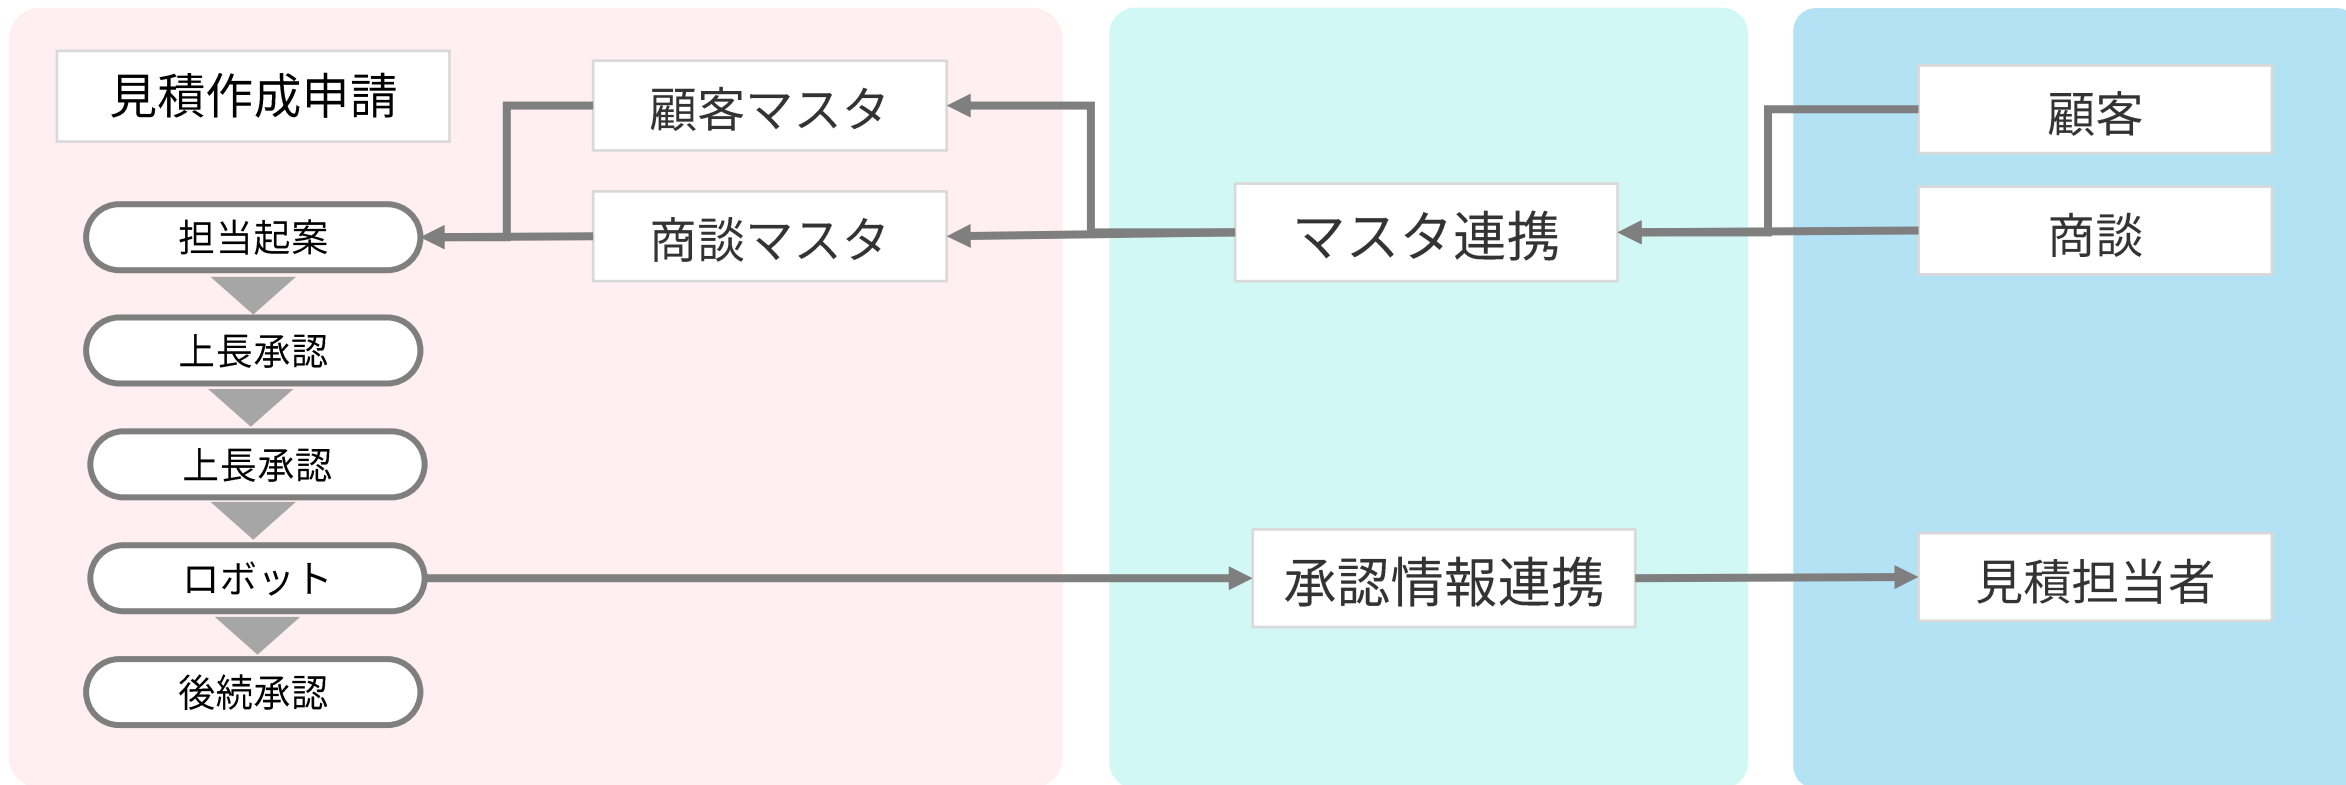 見積作成申請
顧客マスタ
顧客
担当起案
商談マスタ
マスタ連携
商談
上長承認
上長承認
ロボット
承認情報連携
見積担当者
後続承認